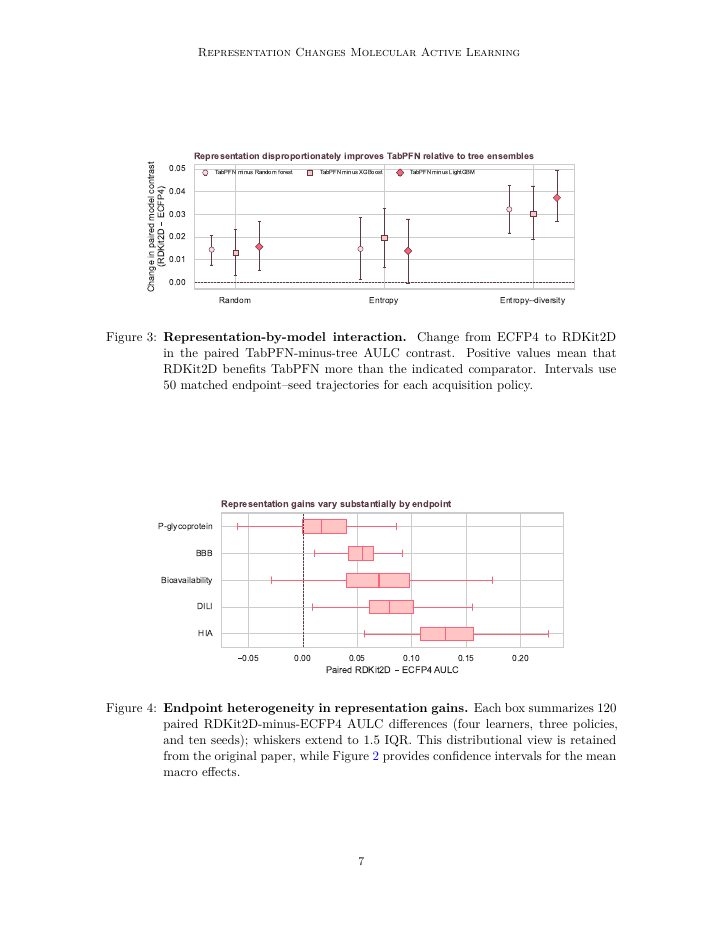 Representation Changes Molecular Active Learning
Representation disproportionately improves TabPFN relative to tree ensembles
Change in paired model contrast
(RDKit2D − ECFP4)
TabPFN minus Random forest
TabPFN minus XGBoost
TabPFN minus LightGBM
0.05
0.04
0.03
0.02
0.01
0.00
Random
Entropy
Entropy–diversity
Figure 3: Representation-by-model interaction. Change from ECFP4 to RDKit2D
in the paired TabPFN-minus-tree AULC contrast. Positive values mean that
RDKit2D benefits TabPFN more than the indicated comparator. Intervals use
50 matched endpoint–seed trajectories for each acquisition policy.
Representation gains vary substantially by endpoint
P-glycoprotein
BBB
Bioavailability
DILI
HIA
−0.05
0.00
0.05
0.10
0.15
0.20
Paired RDKit2D − ECFP4 AULC
Figure 4: Endpoint heterogeneity in representation gains. Each box summarizes 120
paired RDKit2D-minus-ECFP4 AULC differences (four learners, three policies,
and ten seeds); whiskers extend to 1.5 IQR. This distributional view is retained
from the original paper, while Figure 2 provides confidence intervals for the mean
macro effects.
7